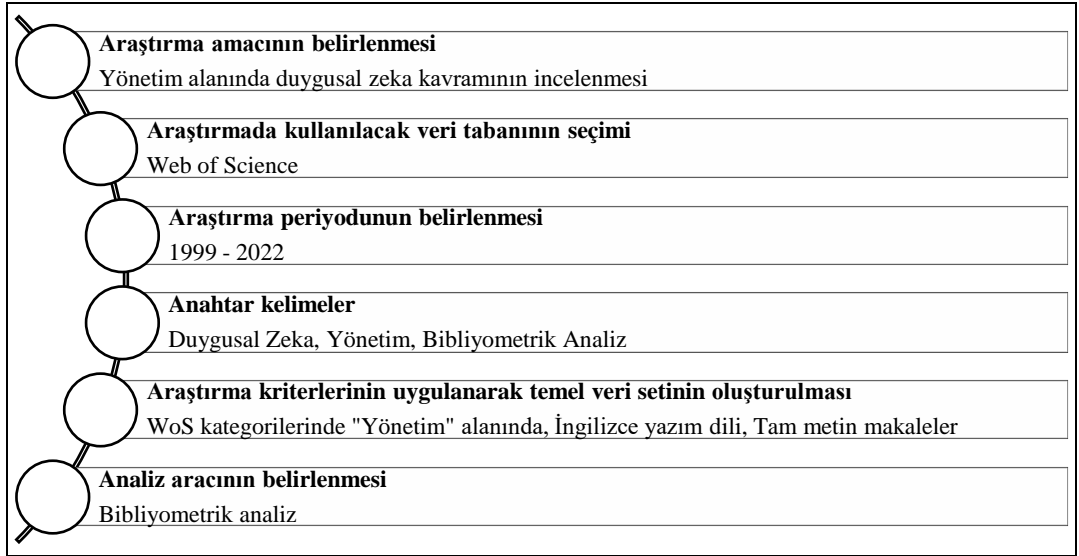 Araştırma amacının belirlenmesi
Yönetim alanında duygusal zeka kavramının incelenmesi
Araştırmada kullanılacak veri tabanının seçimi
Web of Science
Araştırma periyodunun belirlenmesi
1999 - 2022
Anahtar kelimeler
Duygusal Zeka, Yönetim, Bibliyometrik Analiz
Araştırma kriterlerinin uygulanarak temel veri setinin oluşturulması
WoS kategorilerinde "Yönetim" alanında, İngilizce yazım dili, Tam metin makaleler
Analiz aracının belirlenmesi
Bibliyometrik analiz